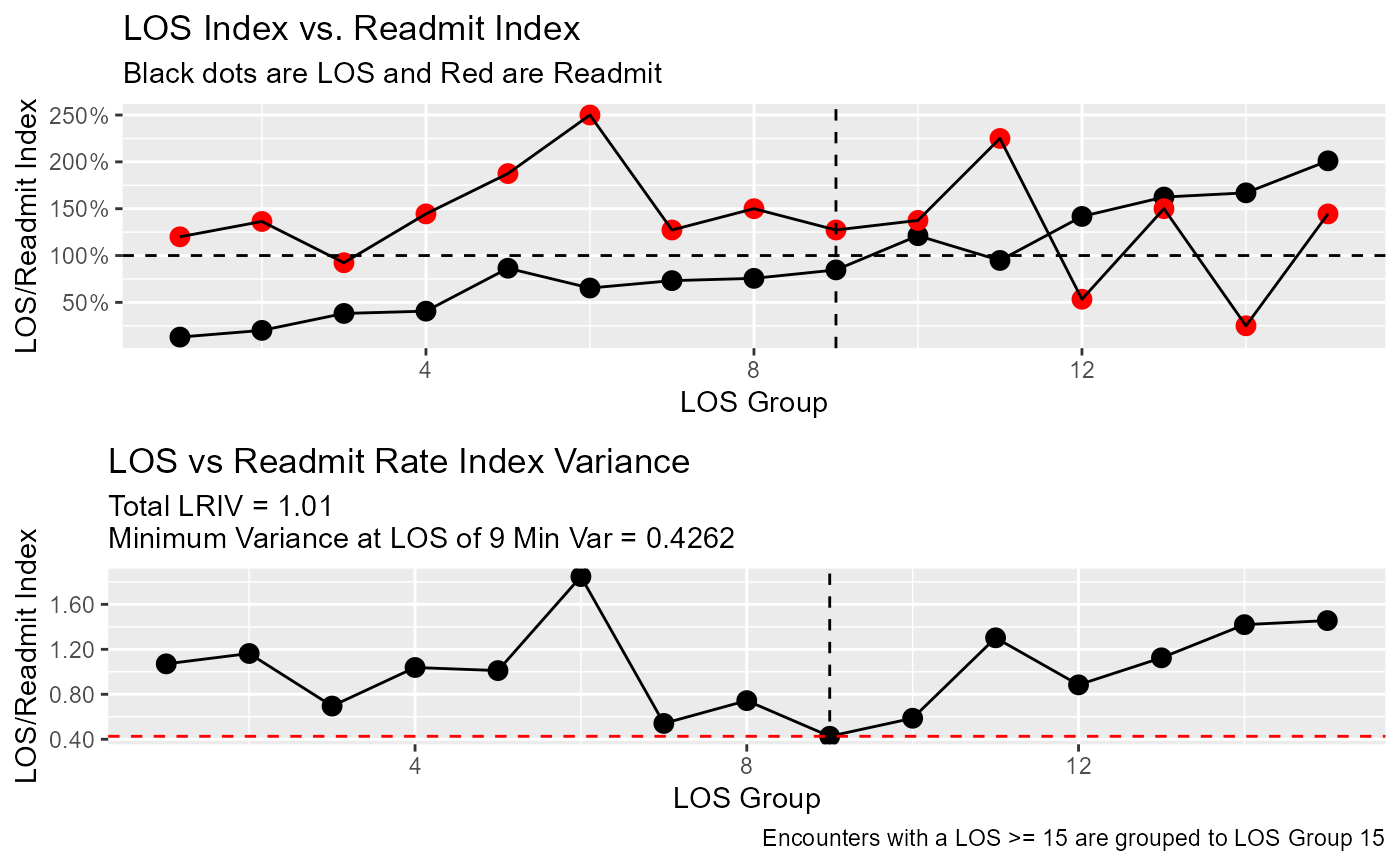 LOS Index vs. Readmit Index
Black dots are LOS and Red are Readmit
LOS/Readmit Index
250%
200%
150%
100%
50%
4 8 12
LOS Group
LOS vs Readmit Rate Index Variance
Total LRIV = 1.01
Minimum Variance at LOS of 9 Min Var = 0.4262
LOS/Readmit Index
1.60
1.20
0.80
0.40
4 8 12
LOS Group
Encounters with a LOS >= 15 are grouped to LOS Group 15